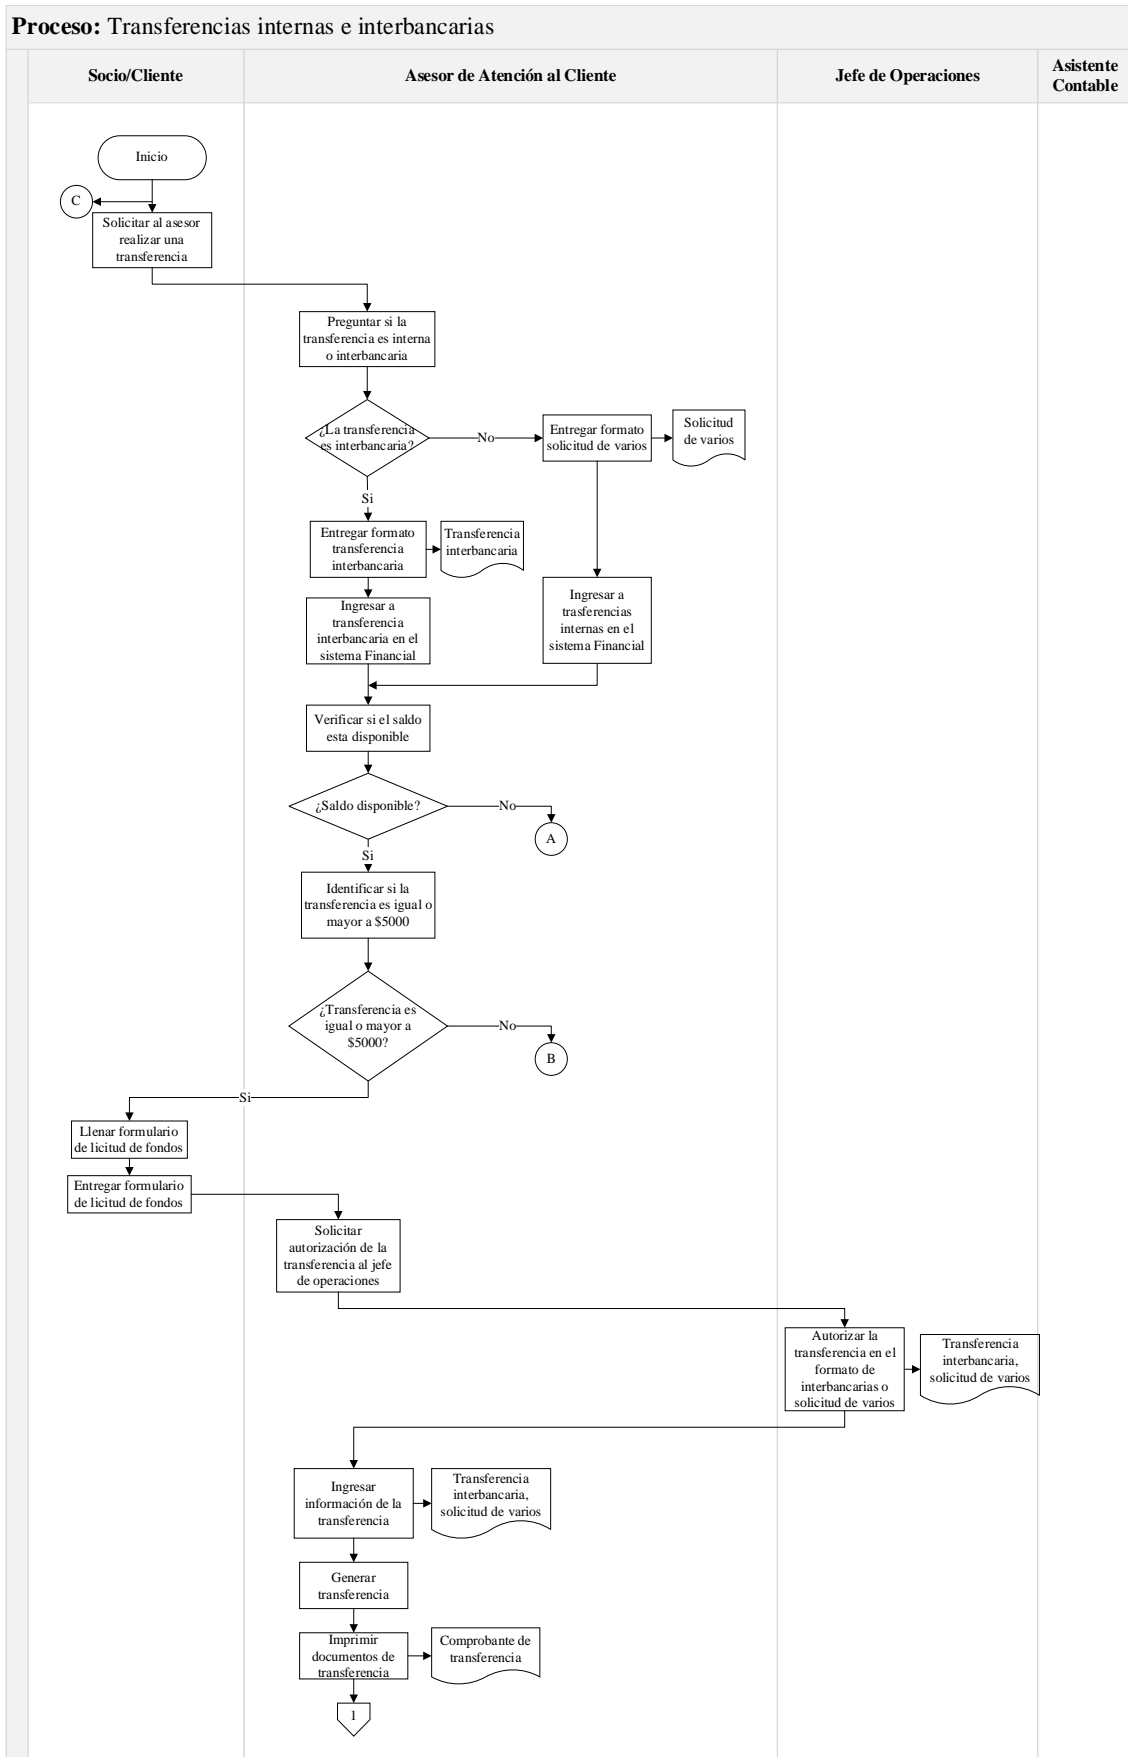 Proceso: Transferencias internas e interbancarias
Socio/Cliente
Asesor de Atención al Cliente
Jefe de Operaciones
Asistente
Contable
Inicio
C
Solicitar al asesor
realizar una
transferencia
Preguntar si la
transferencia es interna
o interbancaria
¿La transferencia
es interbancaria?
No
Entregar formato
solicitud de varios
Solicitud
de varios
Si
Entregar formato
transferencia
interbancaria
Transferencia
interbancaria
Ingresar a
transferencia
interbancaria en el
sistema Financial
Ingresar a
trasferencias
internas en el
sistema Financial
Verificar si el saldo
esta disponible
¿Saldo disponible?
No
A
Si
Identificar si la
transferencia es igual o
mayor a $5000
¿Transferencia es
igual o mayor a
$5000?
No
B
Si
Llenar formulario
de licitud de fondos
Entregar formulario
de licitud de fondos
Solicitar
autorización de la
transferencia al jefe
de operaciones
Autorizar la
transferencia en el
formato de
interbancarias o
solicitud de varios
Transferencia
interbancaria,
solicitud de varios
Ingresar
información de la
transferencia
Transferencia
interbancaria,
solicitud de varios
Generar
transferencia
Imprimir
documentos de
transferencia
Comprobante de
transferencia
1